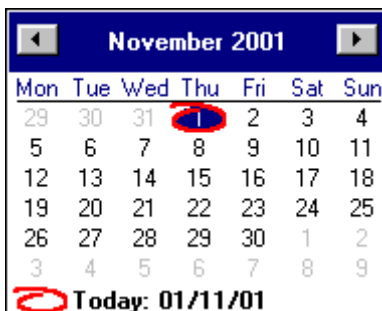 November 2001
Mon Tue Wed Thu Fri Sat Sun
29 30 31 1 2 3 4
5 6 7 8 9 10 11
12 13 14 15 16 17 18
19 20 21 22 23 24 25
26 27 28 29 30 1 2
3 4 5 6 7 8 9
Today: 01/11/01